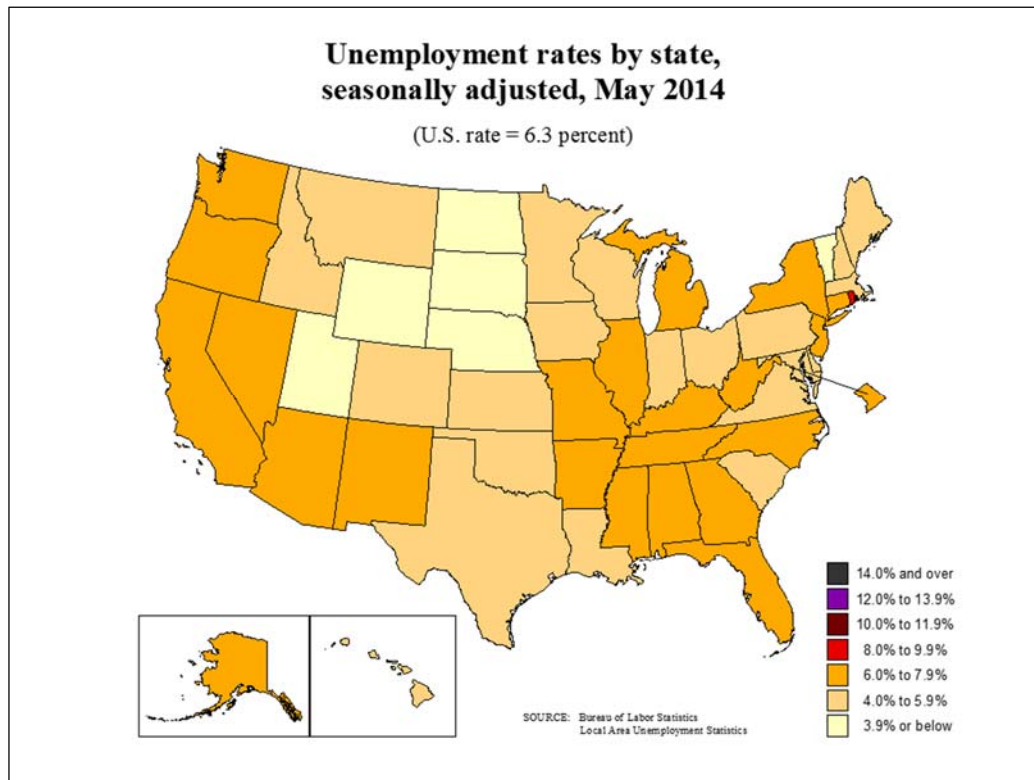 Unemployment rates by state,
seasonally adjusted, May 2014
(U.S. rate = 6.3 percent)
14.0% and over
12.0% to 13.9%
10.0% to 11.9%
8.0% to 9.9%
6.0% to 7.9%
4.0% to 5.9%
3.9% or below
SOURCE: Bureau of Labor Statistics
Local Area Unemployment Statistics